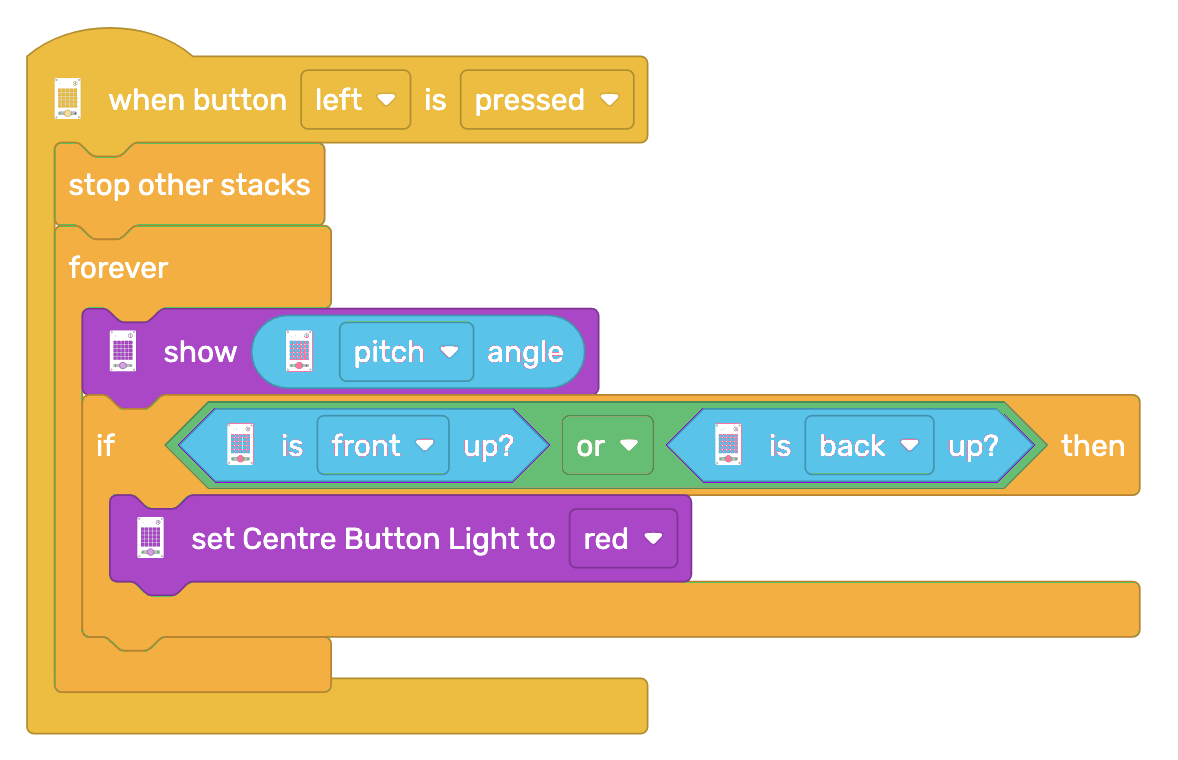 when button left is pressed
stop other stacks
forever
show pitch angle
if is front up? or is back up? then
set Centre Button Light to red